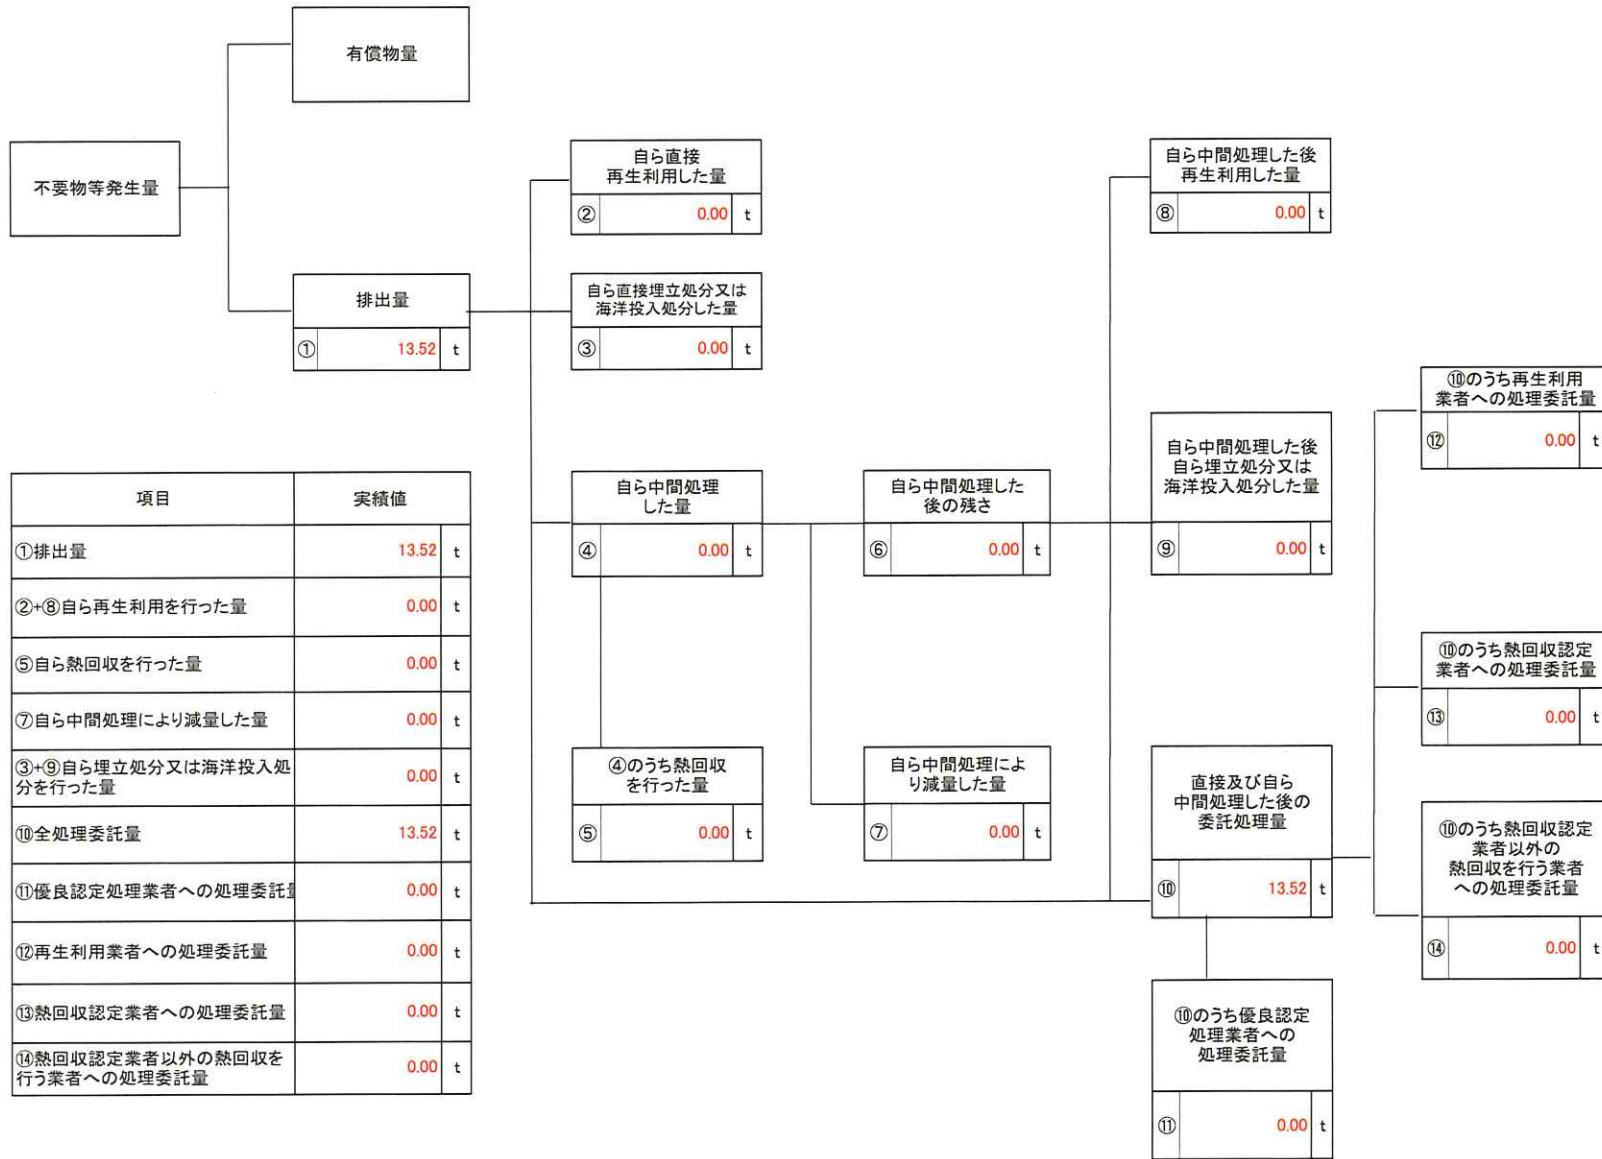 有償物量
不要物等発生量
排出量
① 13.52 t
自ら直接
再生利用した量
② 0.00 t
自ら直接埋立処分又は
海洋投入処分した量
③ 0.00 t
自ら中間処理
した量
④ 0.00 t
④のうち熱回収
を行った量
⑤ 0.00 t
自ら中間処理した
後の残さ
⑥ 0.00 t
自ら中間処理によ
り減量した量
⑦ 0.00 t
自ら中間処理した後
再生利用した量
⑧ 0.00 t
自ら中間処理した後
自ら埋立処分又は
海洋投入処分した量
⑨ 0.00 t
直接及び自ら
中間処理した後の
委託処理量
⑩ 13.52 t
⑩のうち優良認定
処理業者への
処理委託量
⑪ 0.00 t
⑩のうち再生利用
業者への処理委託量
⑫ 0.00 t
⑩のうち熱回収認定
業者への処理委託量
⑬ 0.00 t
⑩のうち熱回収認定
業者以外の
熱回収を行う業者
への処理委託量
⑭ 0.00 t
項目 実績値
①排出量 13.52 t
②+⑧自ら再生利用を行った量 0.00 t
⑤自ら熱回収を行った量 0.00 t
⑦自ら中間処理により減量した量 0.00 t
③+⑨自ら埋立処分又は海洋投入処
分を行った量 0.00 t
⑩全処理委託量 13.52 t
⑪優良認定処理業者への処理委託量 0.00 t
⑫再生利用業者への処理委託量 0.00 t
⑬熱回収認定業者への処理委託量 0.00 t
⑭熱回収認定業者以外の熱回収を
行う業者への処理委託量 0.00 t